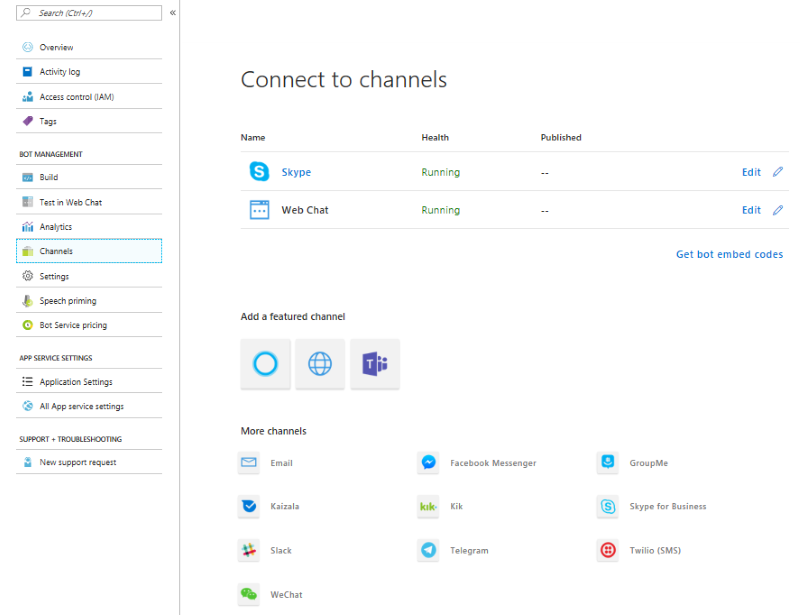 Search (Ctrl+/)
«
Overview
Activity log
Access control (IAM)
Tags
BOT MANAGEMENT
Build
Test in Web Chat
Analytics
Channels
Settings
Speech priming
Bot Service pricing
APP SERVICE SETTINGS
Application Settings
All App service settings
SUPPORT + TROUBLESHOOTING
New support request
Connect to channels
Name Health Published
Skype Running -- Edit
Web Chat Running -- Edit
Get bot embed codes
Add a featured channel
T
More channels
Email Facebook Messenger GroupMe
Kaizala kik• Kik Skype for Business
Slack Telegram Twilio (SMS)
WeChat